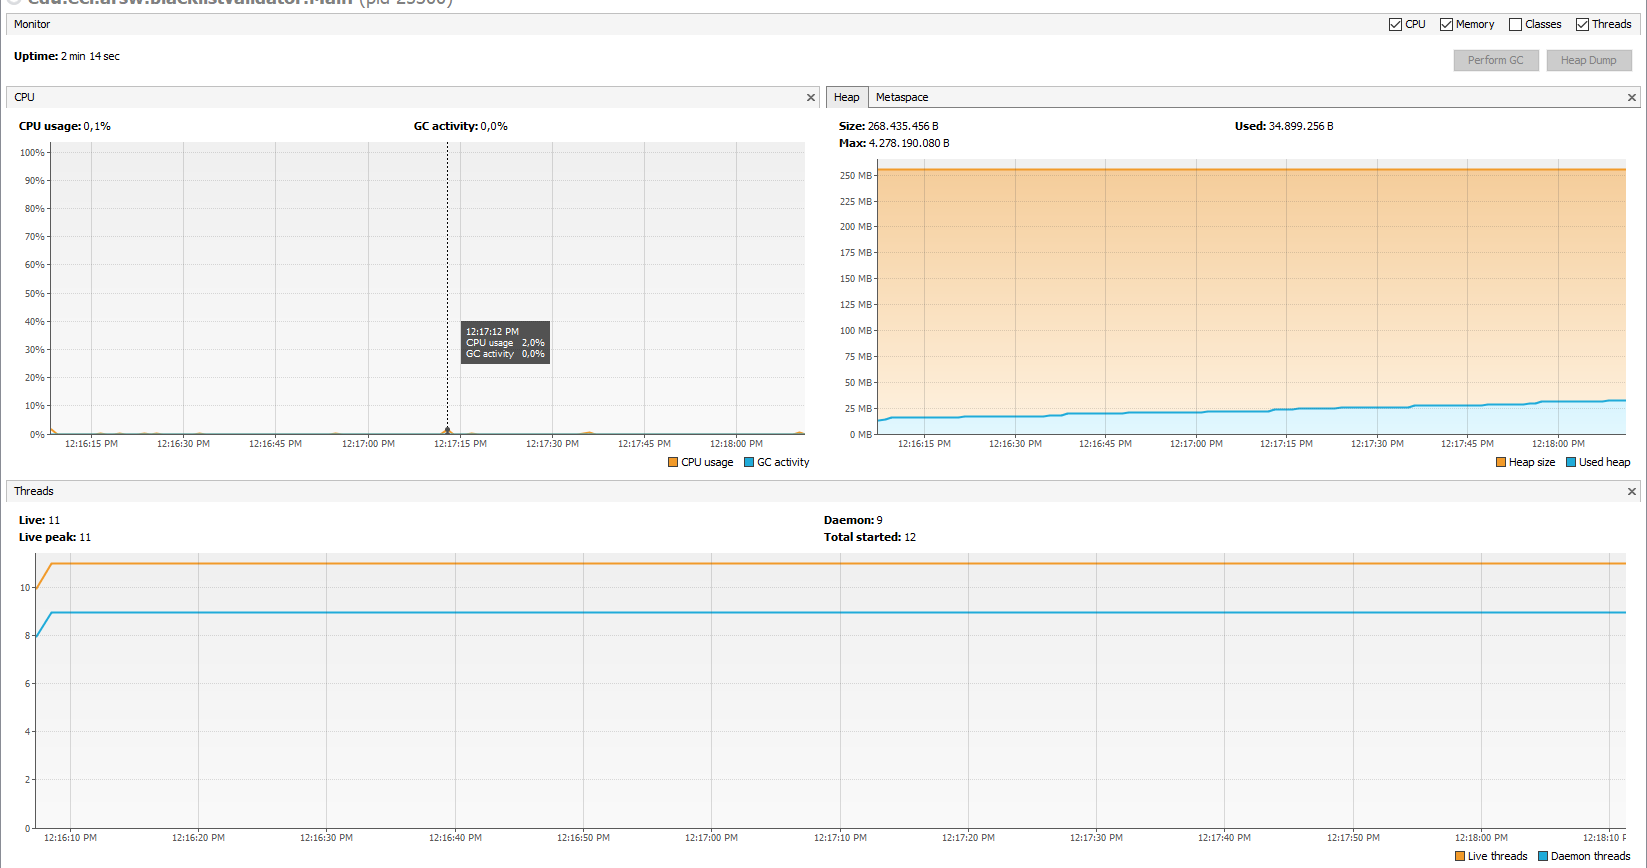 edu.eci.arsw.blacklistvalidator.Main
Monitor
CPU Memory Classes Threads
Uptime: 2 min 14 sec
Perform GC Heap Dump
CPU
CPU usage: 0,1% GC activity: 0,0%
100%
90%
80%
70%
60%
50%
40%
30%
20%
10%
0%
12:17:12 PM
CPU usage 2,0%
GC activity 0,0%
12:16:15 PM 12:16:30 PM 12:16:45 PM 12:17:00 PM 12:17:15 PM 12:17:30 PM 12:17:45 PM 12:18:00 PM
CPU usage GC activity
Heap Metaspace
Size: 268.435.456 B Used: 34.899.256 B
Max: 4.278.190.080 B
250 MB
225 MB
200 MB
175 MB
150 MB
125 MB
100 MB
75 MB
50 MB
25 MB
0 MB
12:16:15 PM 12:16:30 PM 12:16:45 PM 12:17:00 PM 12:17:15 PM 12:17:30 PM 12:17:45 PM 12:18:00 PM
Heap size Used heap
Threads
Live: 11 Daemon: 9
Live peak: 11 Total started: 12
10
8
6
4
2
0
12:16:10 PM 12:16:20 PM 12:16:30 PM 12:16:40 PM 12:16:50 PM 12:17:00 PM 12:17:10 PM 12:17:20 PM 12:17:30 PM 12:17:40 PM 12:17:50 PM 12:18:00 PM 12:18:10 P
Live threads Daemon threads